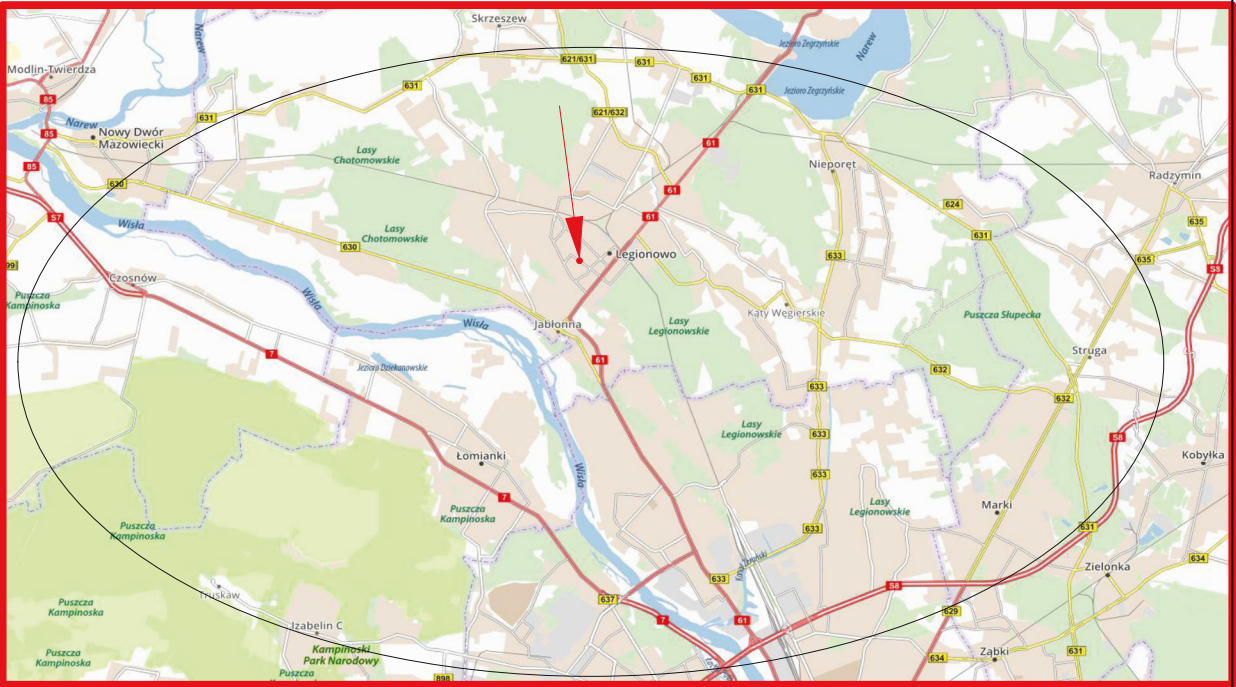 Skrzeszew
Jezioro Zegrzyńskie
Narew
Narew
621/631
631
Modlin-Twierdza
631
631
631
Jezioro Zegrzyńskie
85
621/632
631
Narew
85
Nowy Dwór
Mazowiecki
61
Lasy
Chotomowskie
85
Nieporęt
Radzymin
630
61
624
S7
Wisła
61
635
Lasy
Chotomowskie
631
630
Legionowo
633
635
99
S8
Czosnów
Puszcza
Kampinoska
Wisła
Kąty Węgierskie
Puszcza Słupecka
Wisła
Jabłonna
Lasy
Legionowskie
7
61
Struga
Jezioro Dziekanowskie
632
633
632
Lasy
Legionowskie
633
S8
Łomianki
Kobyłka
Wisła
633
7
Puszcza
Kampinoska
Lasy
Legionowskie
Marki
Puszcza
Kampinoska
633
631
Kanał Żerański
634
Zielonka
633
S8
Truskaw
637
Puszcza
Kampinoska
629
7
61
Izabelin C
Kampinoski
Park Narodowy
Puszcza
Kampinoska
Ząbki
631
634
Puszcza
Kampinoska
898